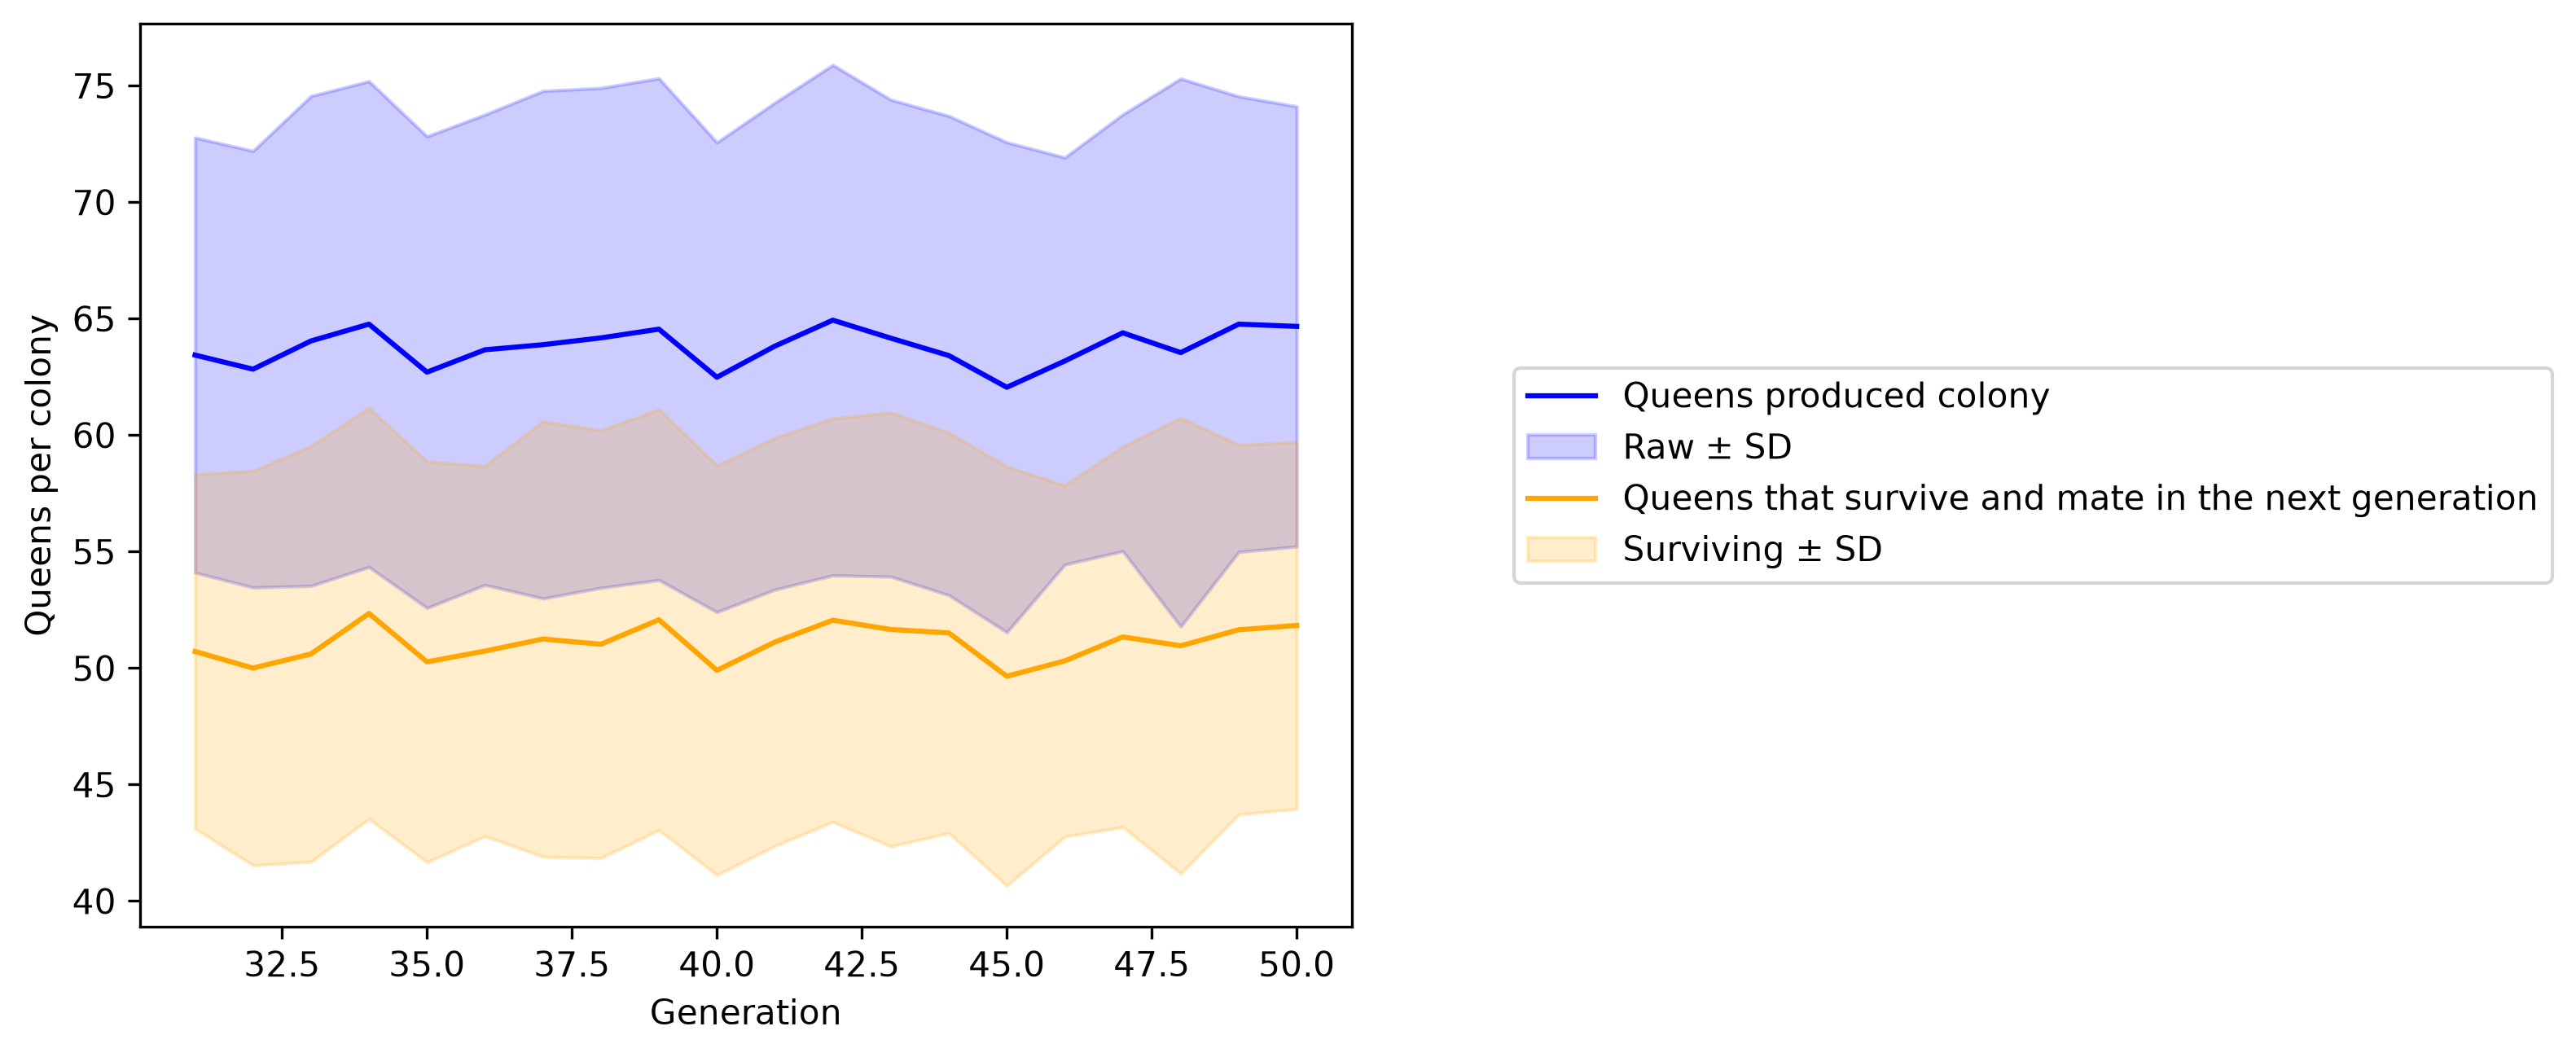 75
70
65
60
55
50
45
40
Queens per colony
32.5 35.0 37.5 40.0 42.5 45.0 47.5 50.0
Generation
Queens produced colony
Raw ± SD
Queens that survive and mate in the next generation
Surviving ± SD